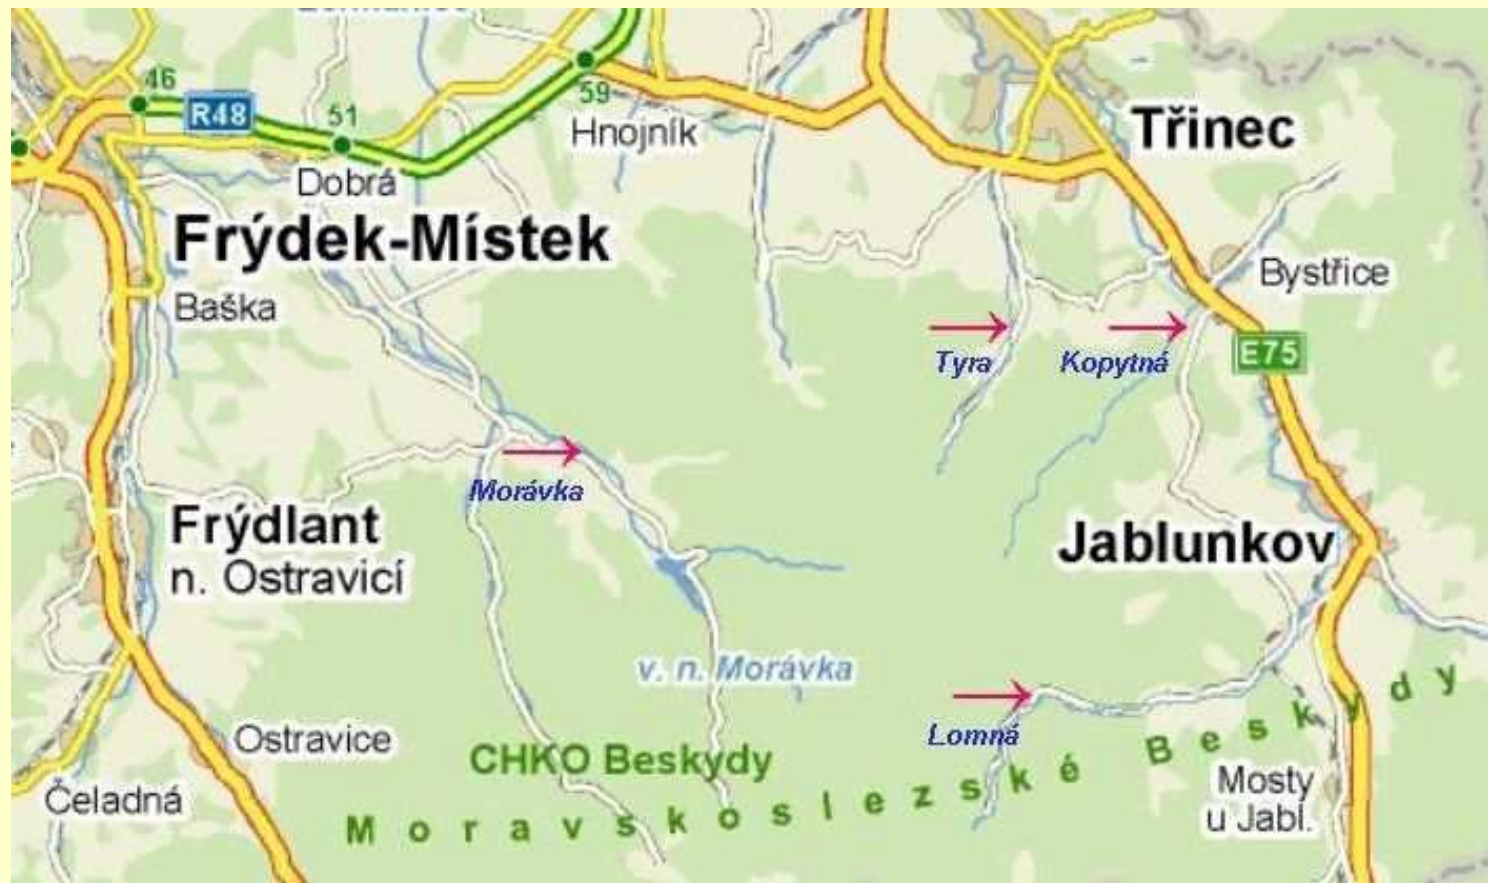 46
R48
51
59
Hnojník
Třinec
Dobrá
Frýdek-Místek
Bystřice
Baška
E75
Tyra
Kopytná
Morávka
Frýdlant
n. Ostravicí
Jablunkov
v. n. Morávka
Lomná
Ostravice
CHKO Beskydy
Moravskoslezské Beskydy
Čeladná
Mosty
u Jabl.